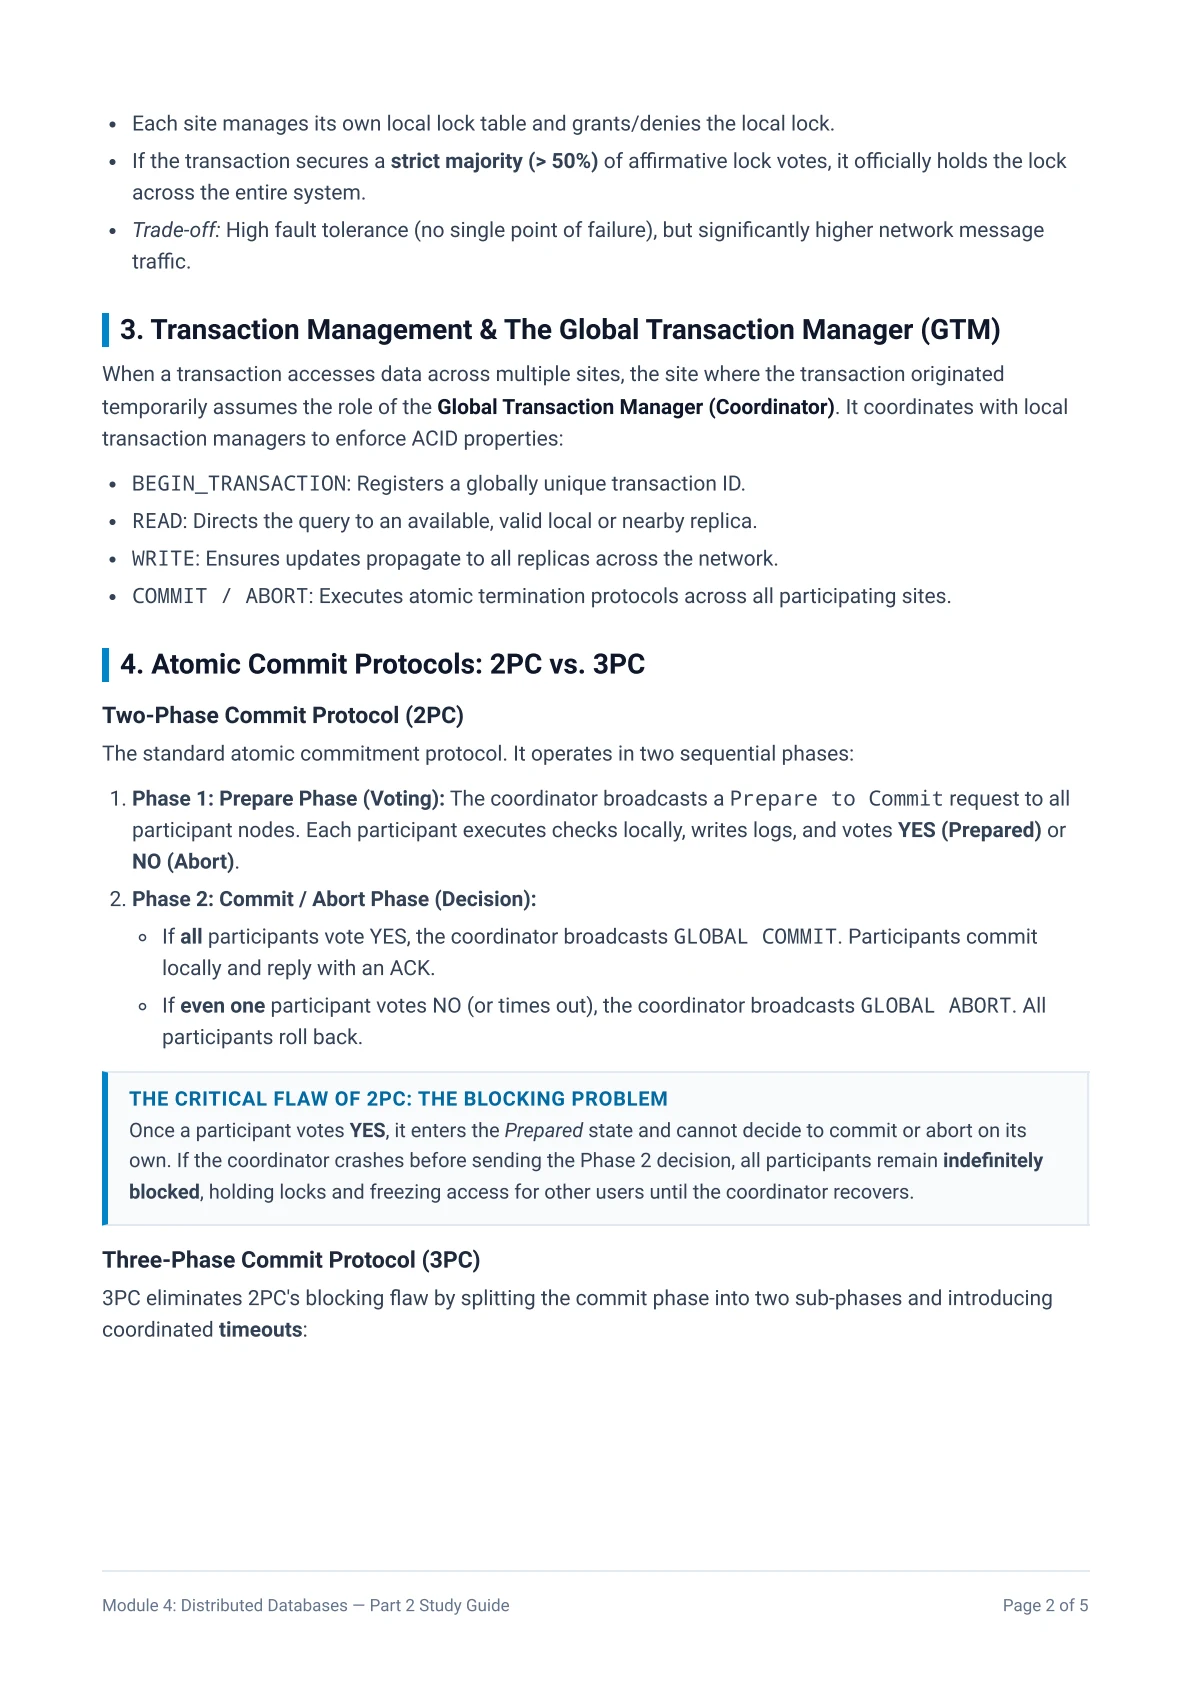 • Each site manages its own local lock table and grants/denies the local lock.
• If the transaction secures a strict majority (> 50%) of affirmative lock votes, it officially holds the lock
across the entire system.
• Trade-off: High fault tolerance (no single point of failure), but significantly higher network message
traffic.
3. Transaction Management & The Global Transaction Manager (GTM)
When a transaction accesses data across multiple sites, the site where the transaction originated
temporarily assumes the role of the Global Transaction Manager (Coordinator). It coordinates with local
transaction managers to enforce ACID properties:
• BEGIN_TRANSACTION: Registers a globally unique transaction ID.
• READ: Directs the query to an available, valid local or nearby replica.
• WRITE: Ensures updates propagate to all replicas across the network.
• COMMIT / ABORT: Executes atomic termination protocols across all participating sites.
4. Atomic Commit Protocols: 2PC vs. 3PC
Two-Phase Commit Protocol (2PC)
The standard atomic commitment protocol. It operates in two sequential phases:
1. Phase 1: Prepare Phase (Voting): The coordinator broadcasts a Prepare to Commit request to all
participant nodes. Each participant executes checks locally, writes logs, and votes YES (Prepared) or
NO (Abort).
2. Phase 2: Commit / Abort Phase (Decision):
◦ If all participants vote YES, the coordinator broadcasts GLOBAL COMMIT. Participants commit
locally and reply with an ACK.
◦ If even one participant votes NO (or times out), the coordinator broadcasts GLOBAL ABORT. All
participants roll back.
THE CRITICAL FLAW OF 2PC: THE BLOCKING PROBLEM
Once a participant votes YES, it enters the Prepared state and cannot decide to commit or abort on its
own. If the coordinator crashes before sending the Phase 2 decision, all participants remain indefinitely
blocked, holding locks and freezing access for other users until the coordinator recovers.
Three-Phase Commit Protocol (3PC)
3PC eliminates 2PC's blocking flaw by splitting the commit phase into two sub-phases and introducing
coordinated timeouts:
Module 4: Distributed Databases — Part 2 Study Guide
Page 2 of 5